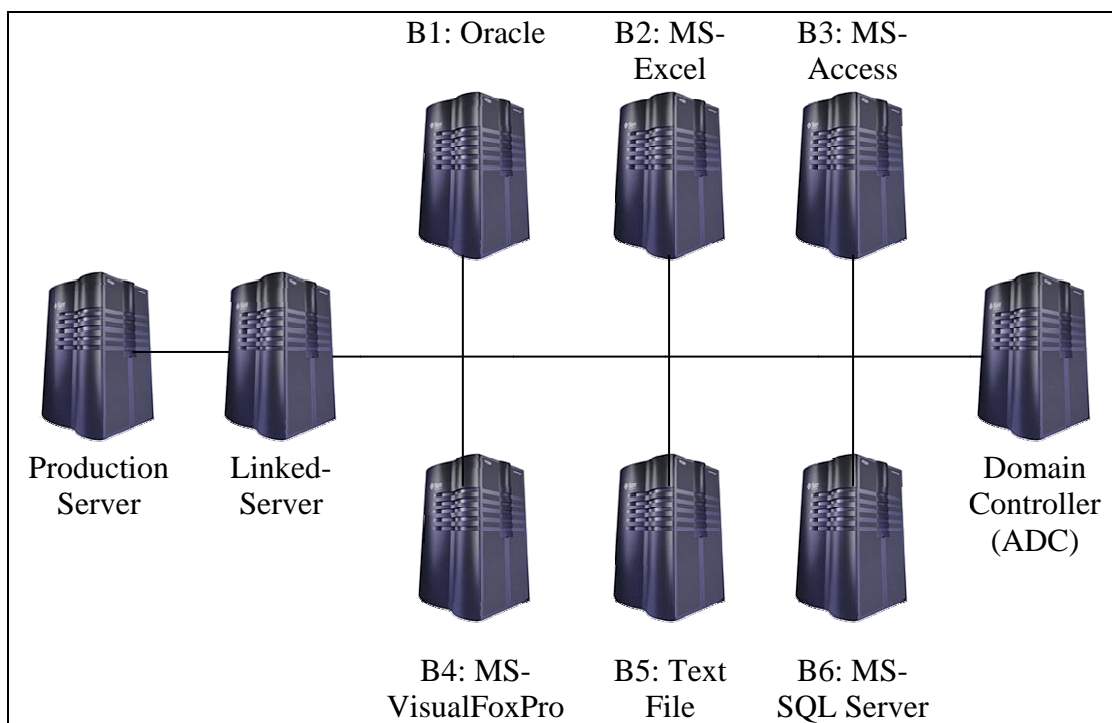 B1: Oracle
B2: MS-
Excel
B3: MS-
Access
Production
Server
Linked-
Server
Domain
Controller
(ADC)
B4: MS-
VisualFoxPro
B5: Text
File
B6: MS-
SQL Server